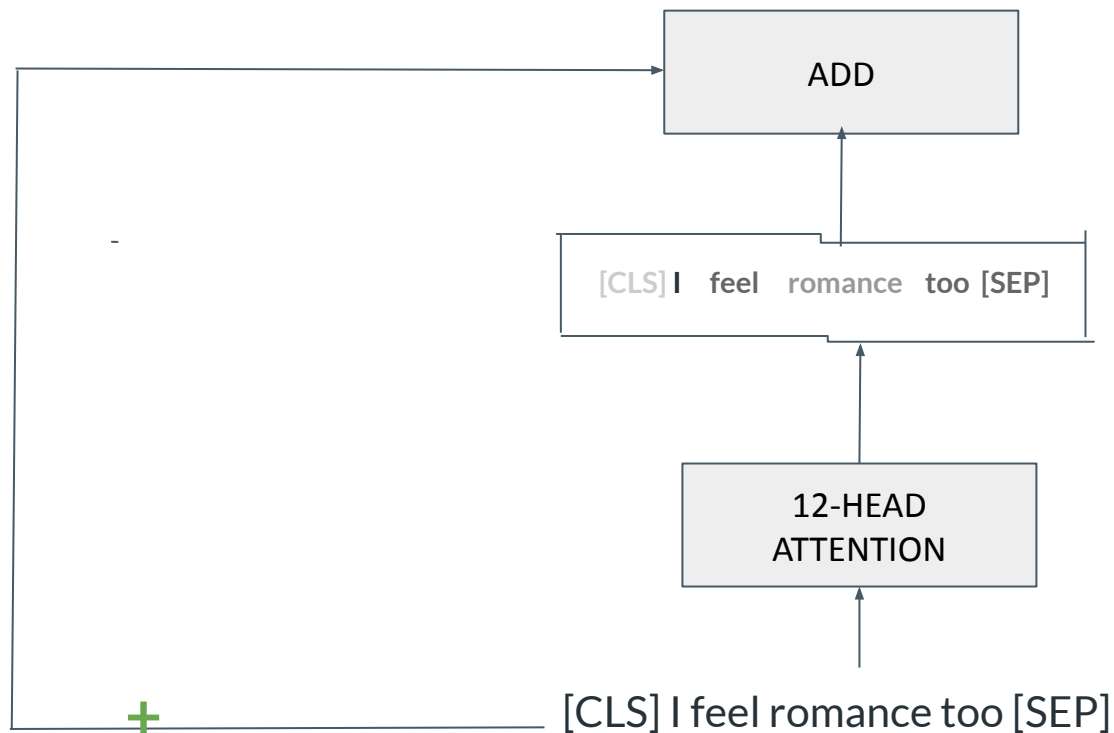 ADD
-
[CLS] I feel romance too [SEP]
12-HEAD
ATTENTION
+
[CLS] I feel romance too [SEP]